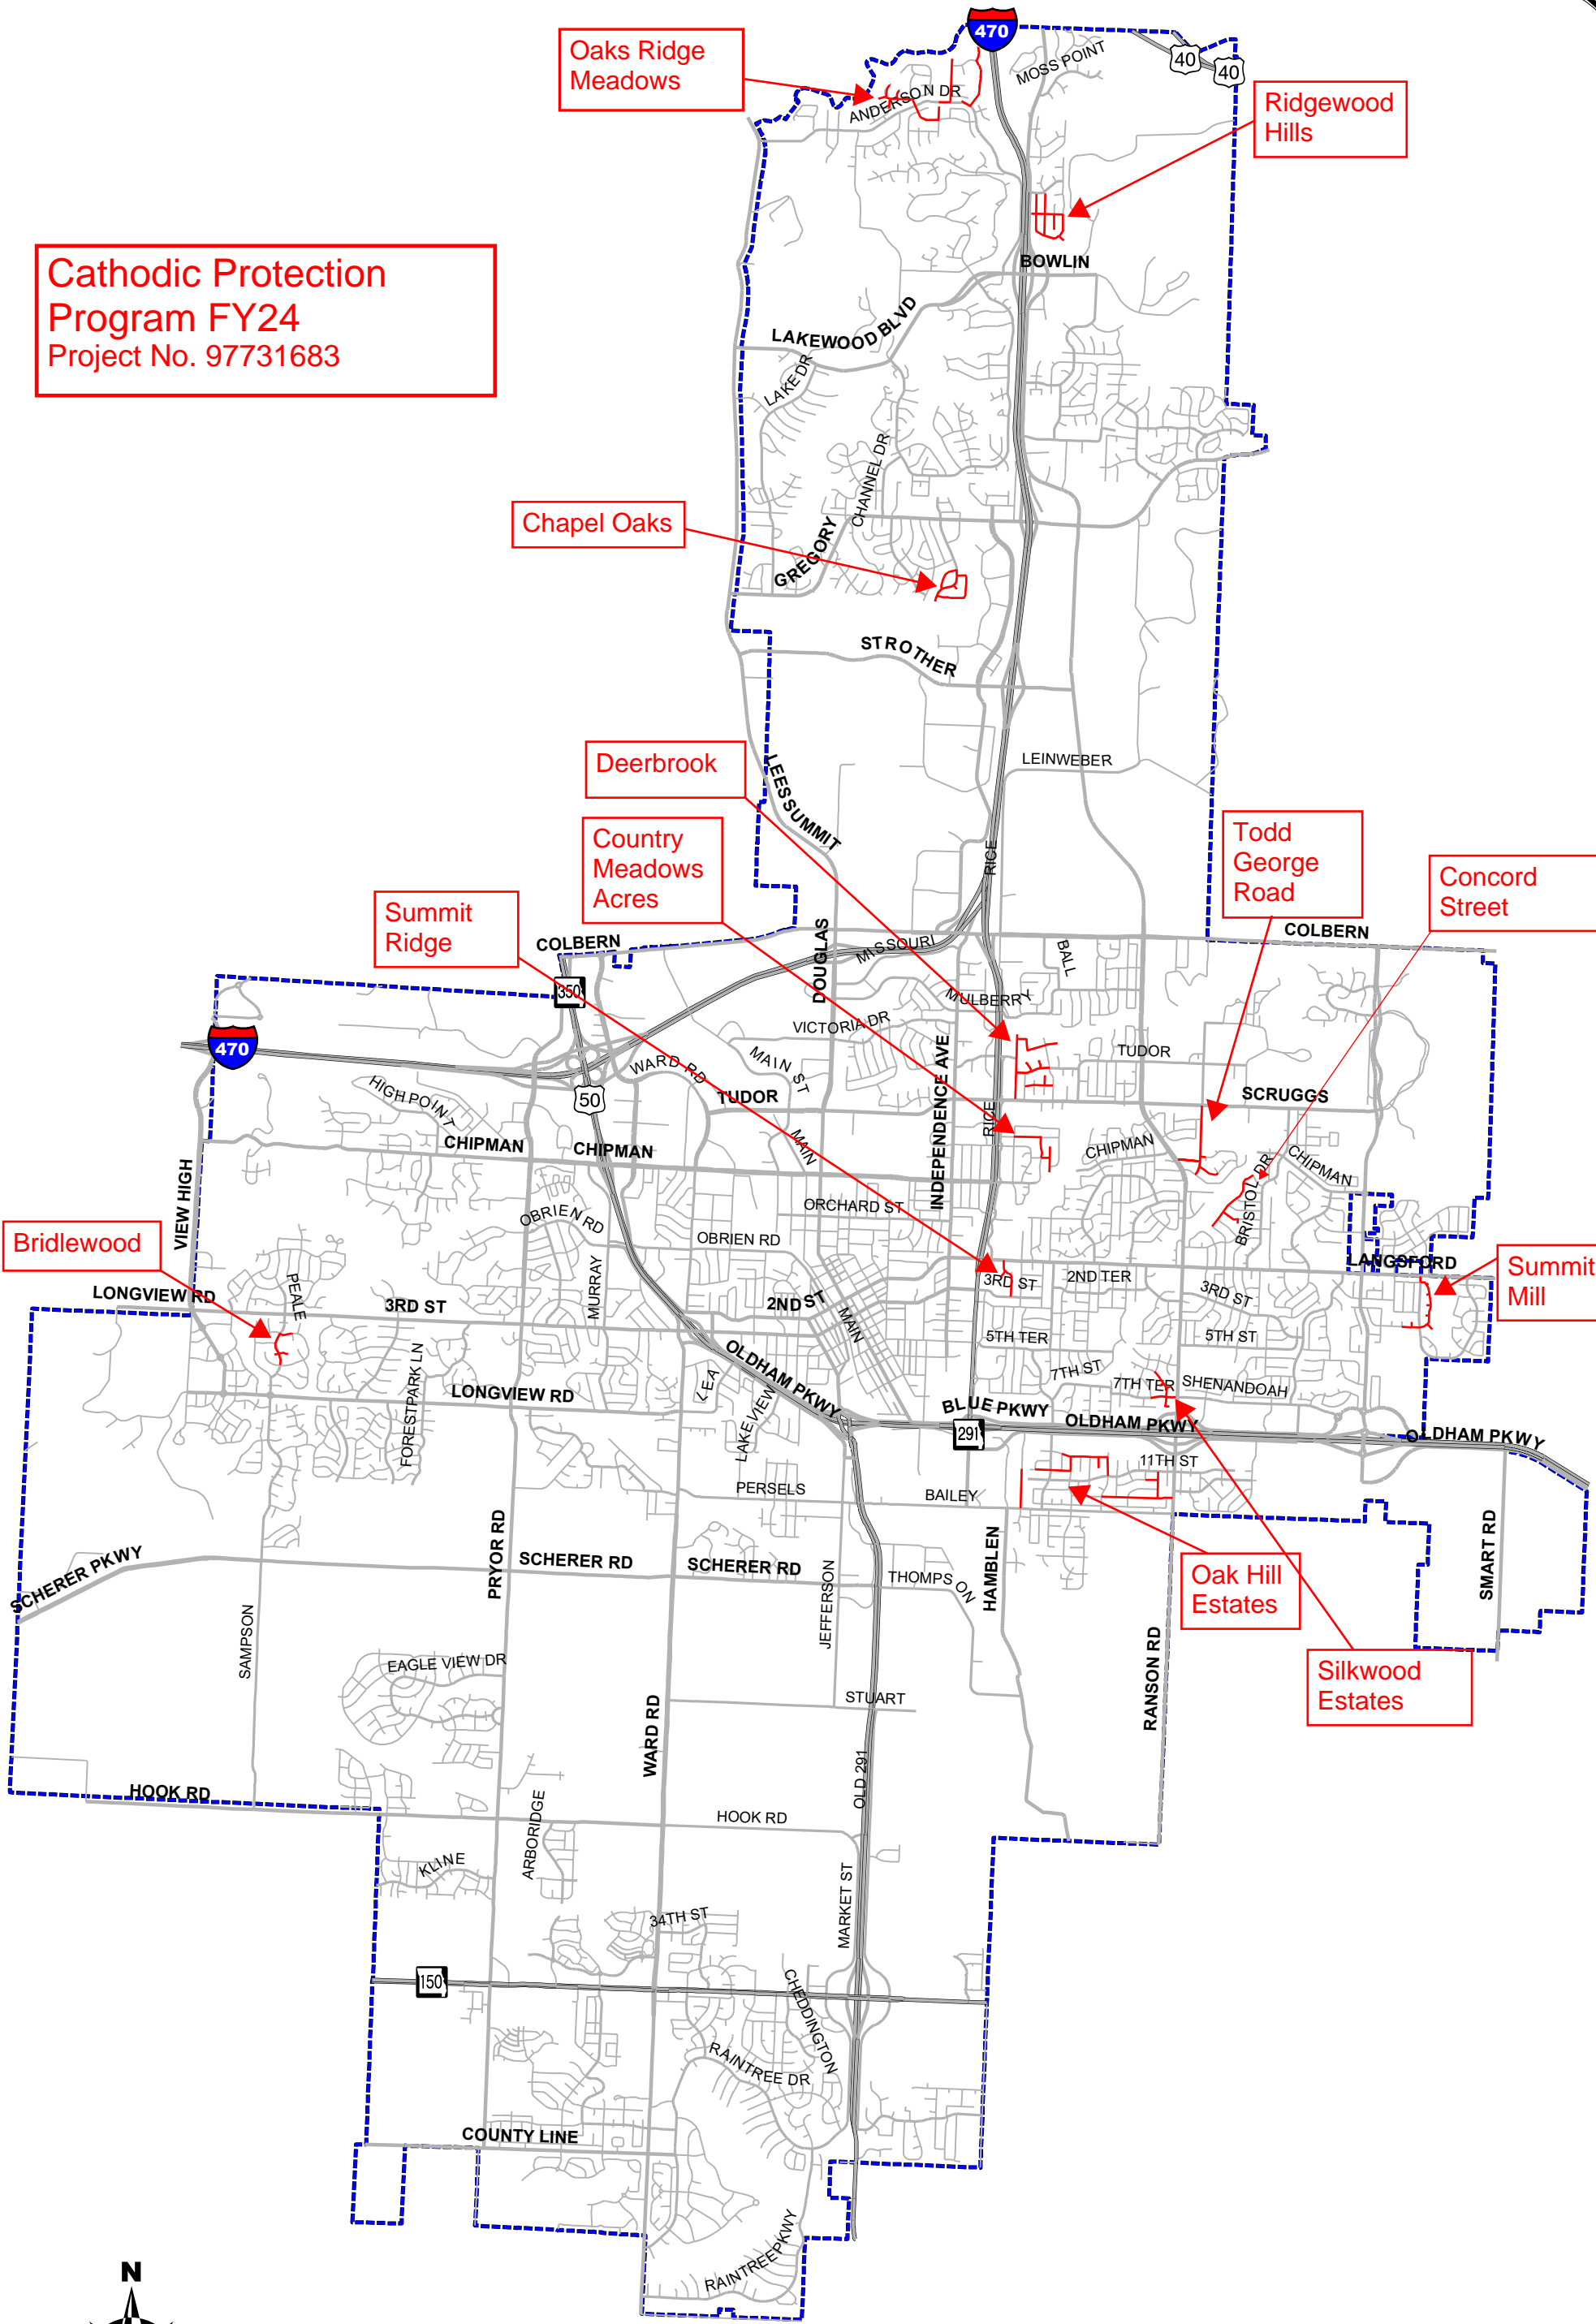 470
40
40
MOSS POINT
Oaks Ridge
Meadows
ANDERSON DR
Ridgewood
Hills
Cathodic Protection
Program FY24
Project No. 97731683
BOWLIN
LAKEWOOD BLVD
LAKE DR
CHANNEL DR
Chapel Oaks
GREGORY
STROTHER
Deerbrook
LEINWEBER
LEES SUMMIT
Country
Meadows
Acres
RICE
Todd
George
Road
Concord
Street
Summit
Ridge
COLBERN
DOUGLAS
MISSOURI
BALL
COLBERN
350
MULBERRY
VICTORIA DR
470
WARD RD
MAIN ST
INDEPENDENCE AVE
TUDOR
HIGH POINT
50
TUDOR
SCRUGGS
RICE
CHIPMAN
CHIPMAN
MAIN
CHIPMAN
CHIPMAN
VIEW HIGH
BRISTOL DR
ORCHARD ST
OBRIEN RD
OBRIEN RD
Bridlewood
LANGSFORD
Summit
Mill
PEALE
MURRAY
3RD ST
2ND TER
3RD ST
LONGVIEW RD
3RD ST
2ND ST
MAIN
5TH TER
5TH ST
FORESTPARK LN
OLDHAM PKWY
7TH ST
7TH TER
SHENANDOAH
LONGVIEW RD
LEA
LAKEVIEW
BLUE PKWY
OLDHAM PKWY
291
OLDHAM PKWY
11TH ST
PERSELS
BAILEY
PRYOR RD
HAMBLEN
SMART RD
SCHERER PKWY
SCHERER RD
SCHERER RD
THOMPSON
Oak Hill
Estates
SAMPSON
JEFFERSON
RANSON RD
Silkwood
Estates
EAGLE VIEW DR
WARD RD
STUART
OLD 291
HOOK RD
HOOK RD
ARBORIDGE
KLINE
MARKET ST
34TH ST
150
CHEDDINGTON
RAINTREE DR
COUNTY LINE
RAINTREE PKWY
N